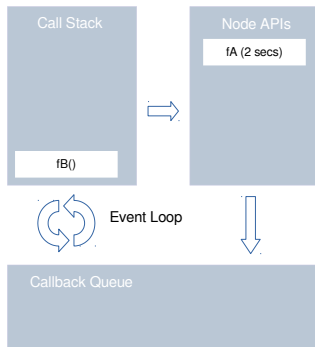 Call Stack
Node APIs
fA (2 secs)
fB()
Event Loop
Callback Queue